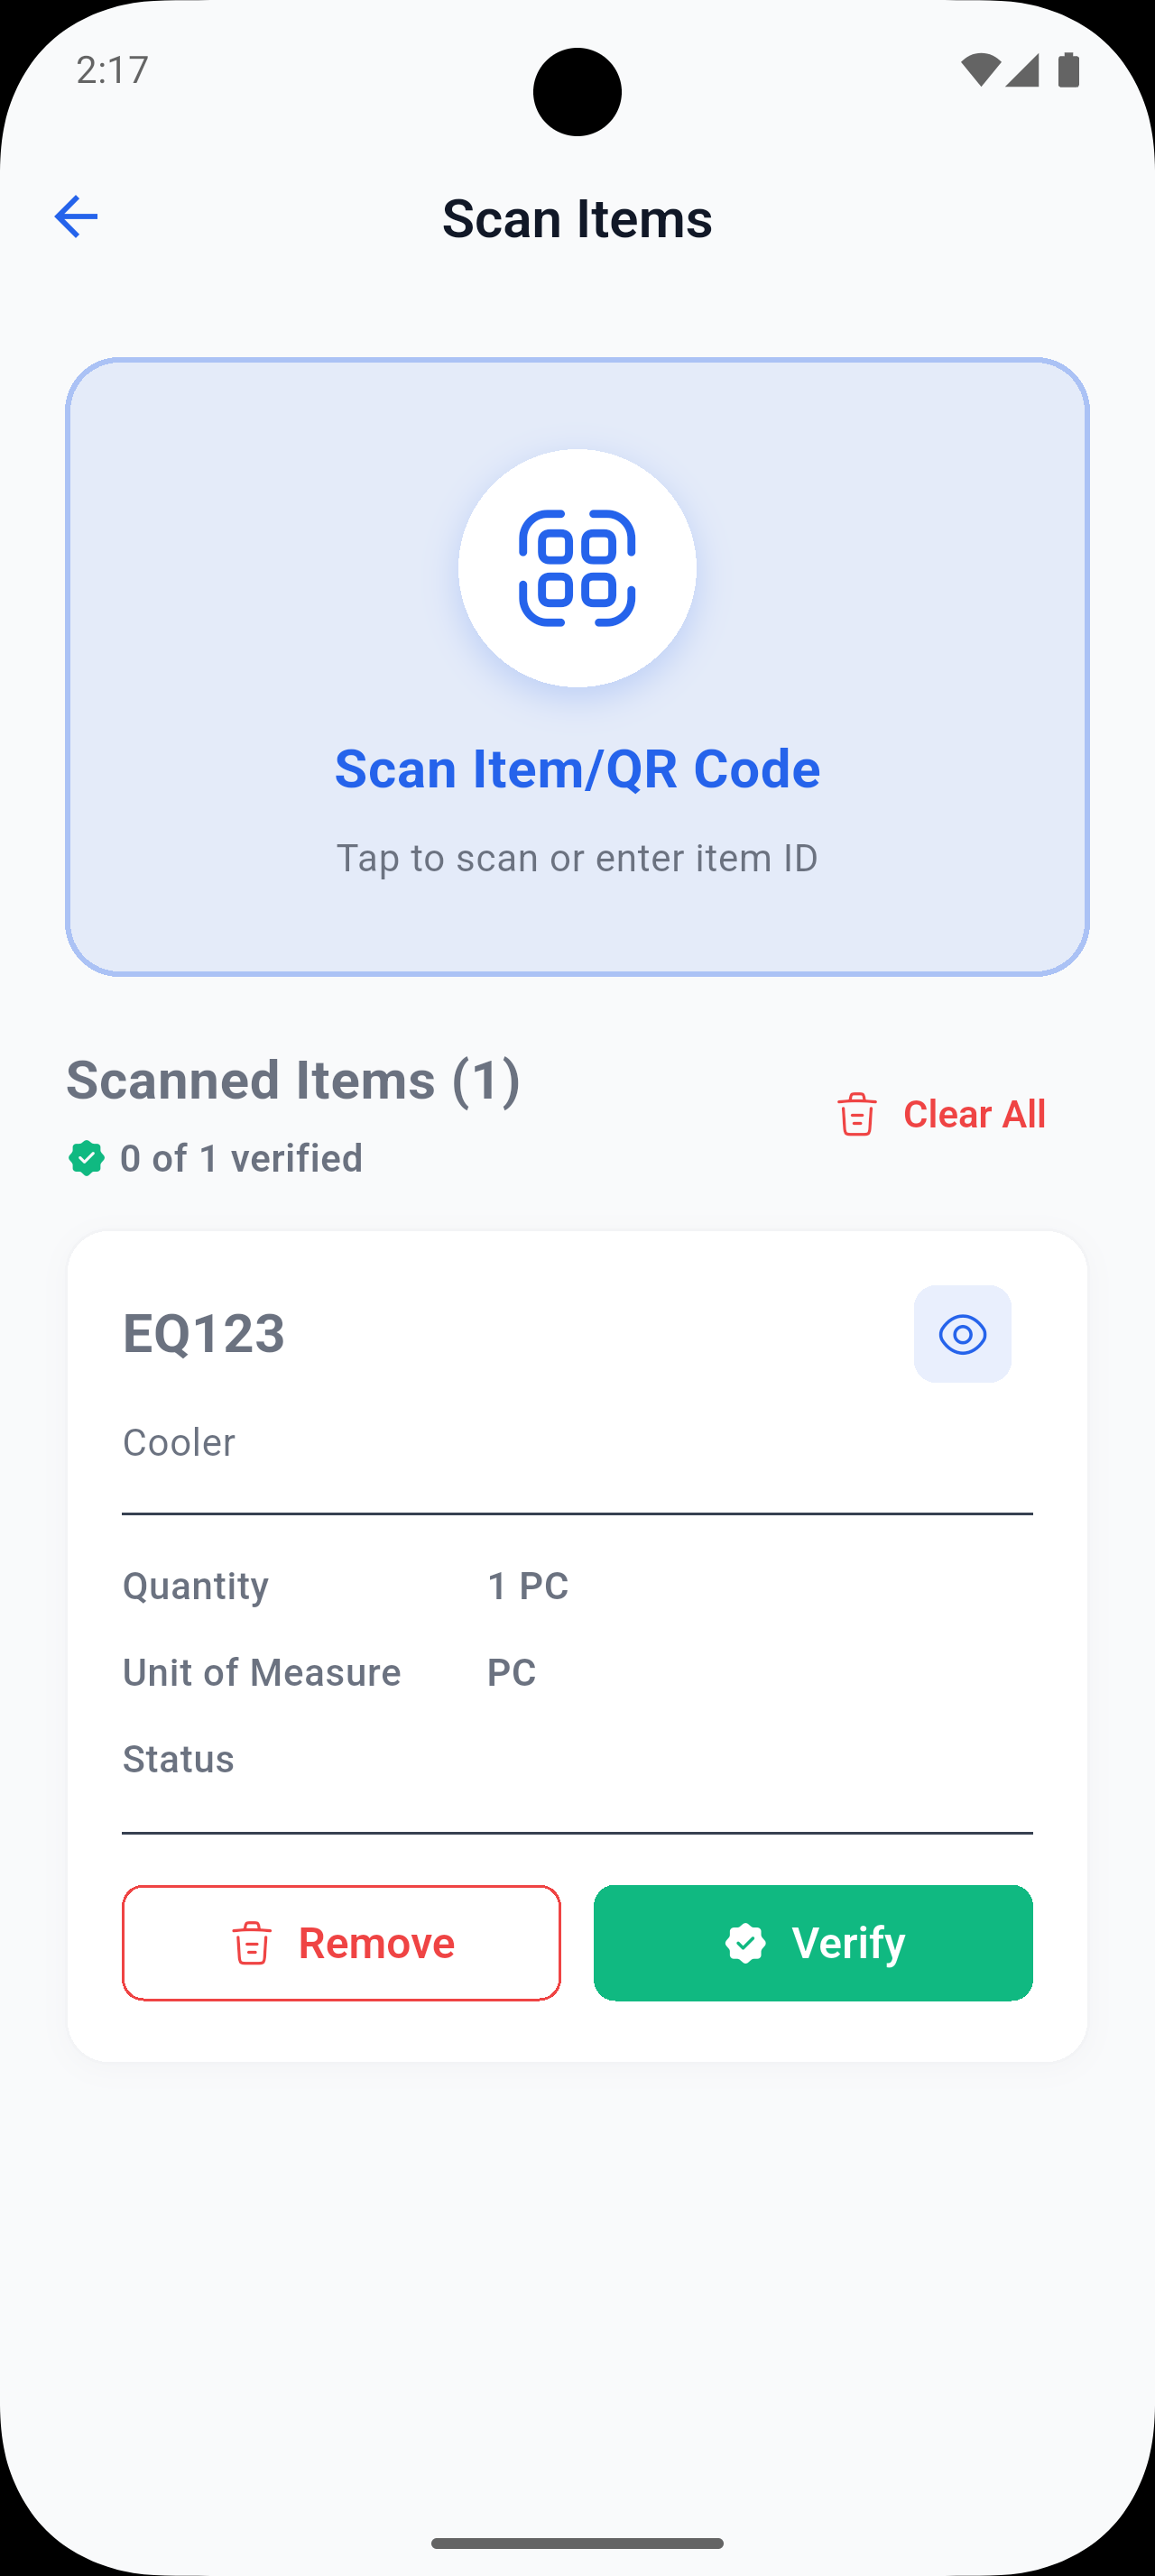 2:17
Scan Items
Scan Item/QR Code
Tap to scan or enter item ID
Scanned Items (1)
Clear All
0 of 1 verified
EQ123
Cooler
Quantity 1 PC
Unit of Measure PC
Status
Remove Verify